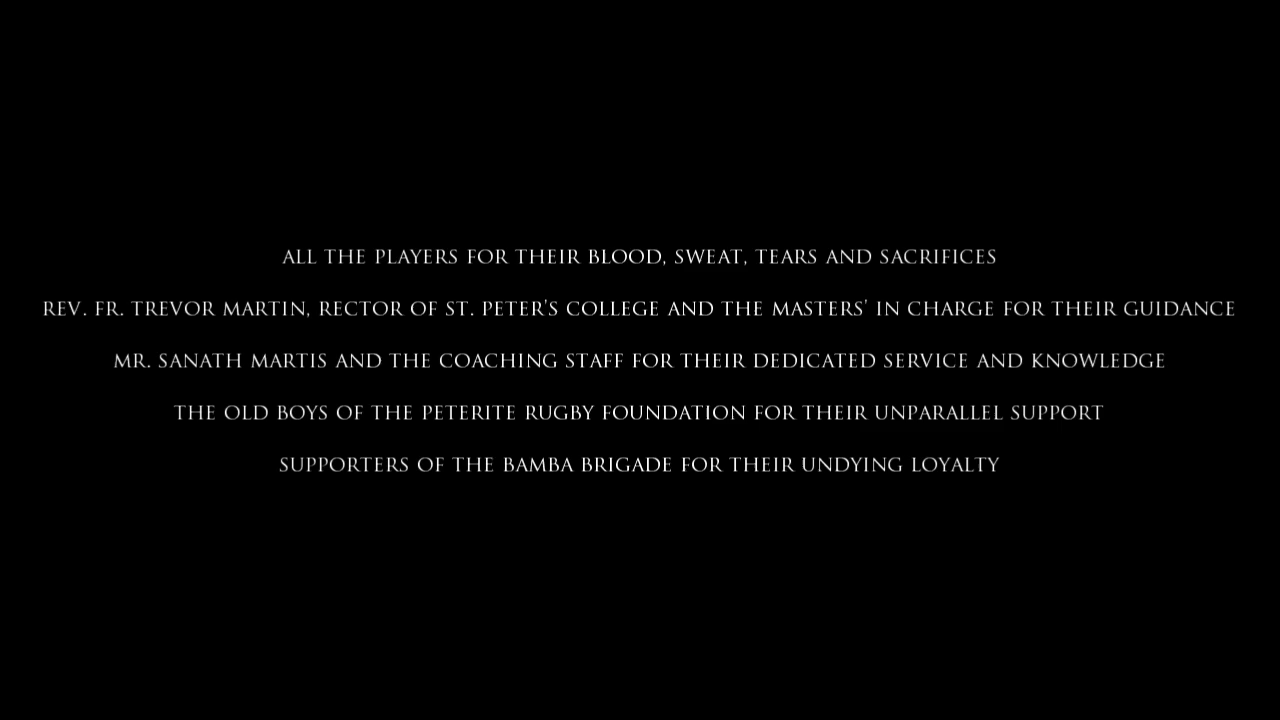 ALL THE PLAYERS FOR THEIR BLOOD, SWEAT, TEARS AND SACRIFICES
REV. FR. TREVOR MARTIN, RECTOR OF ST. PETER'S COLLEGE AND THE MASTERS' IN CHARGE FOR THEIR GUIDANCE
MR. SANATH MARTIS AND THE COACHING STAFF FOR THEIR DEDICATED SERVICE AND KNOWLEDGE
THE OLD BOYS OF THE PETERITE RUGBY FOUNDATION FOR THEIR UNPARALLEL SUPPORT
SUPPORTERS OF THE BAMBA BRIGADE FOR THEIR UNDYING LOYALTY